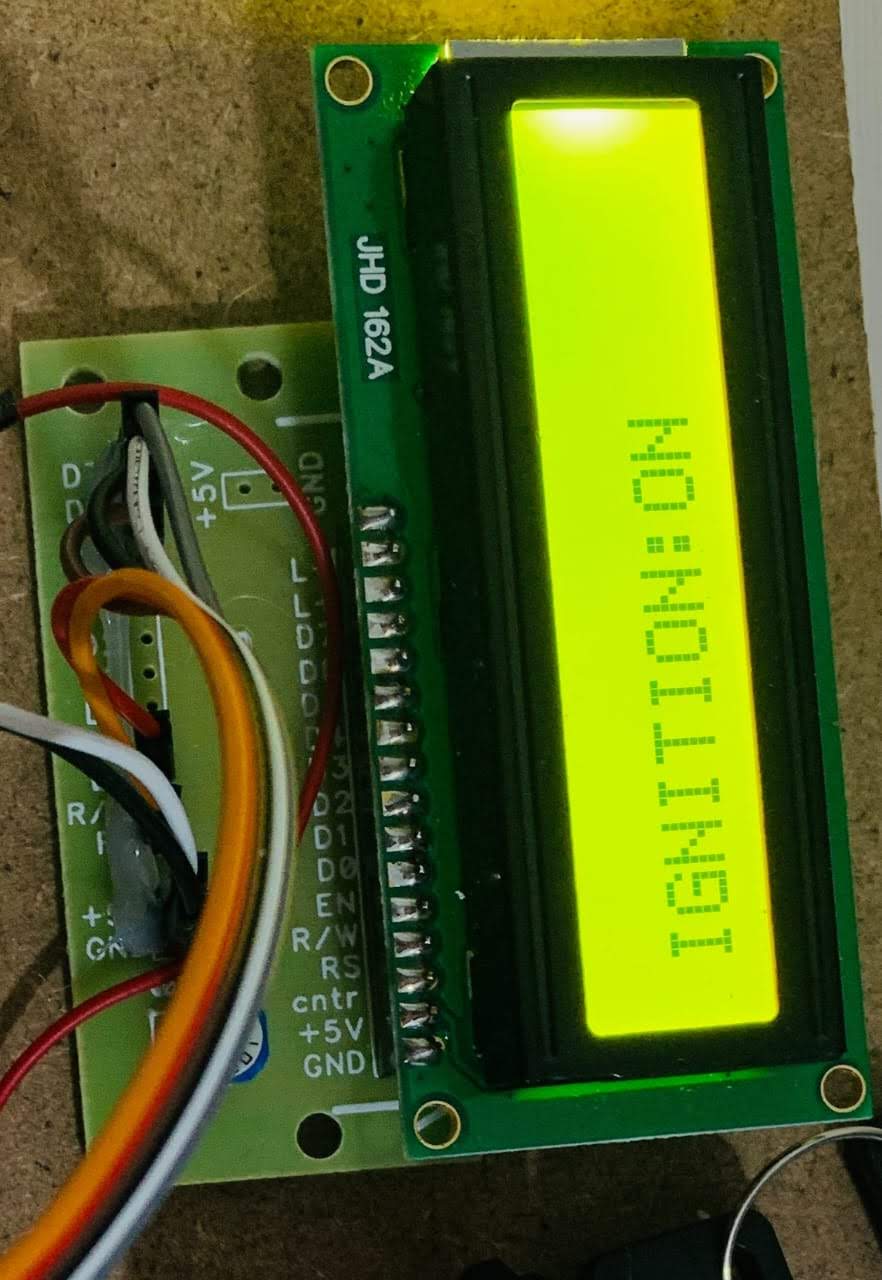 JHD 162A
IGNITION:ON
+5V
GND
D2
D1
D0
EN
R/W
RS
cntr
+5V
GND